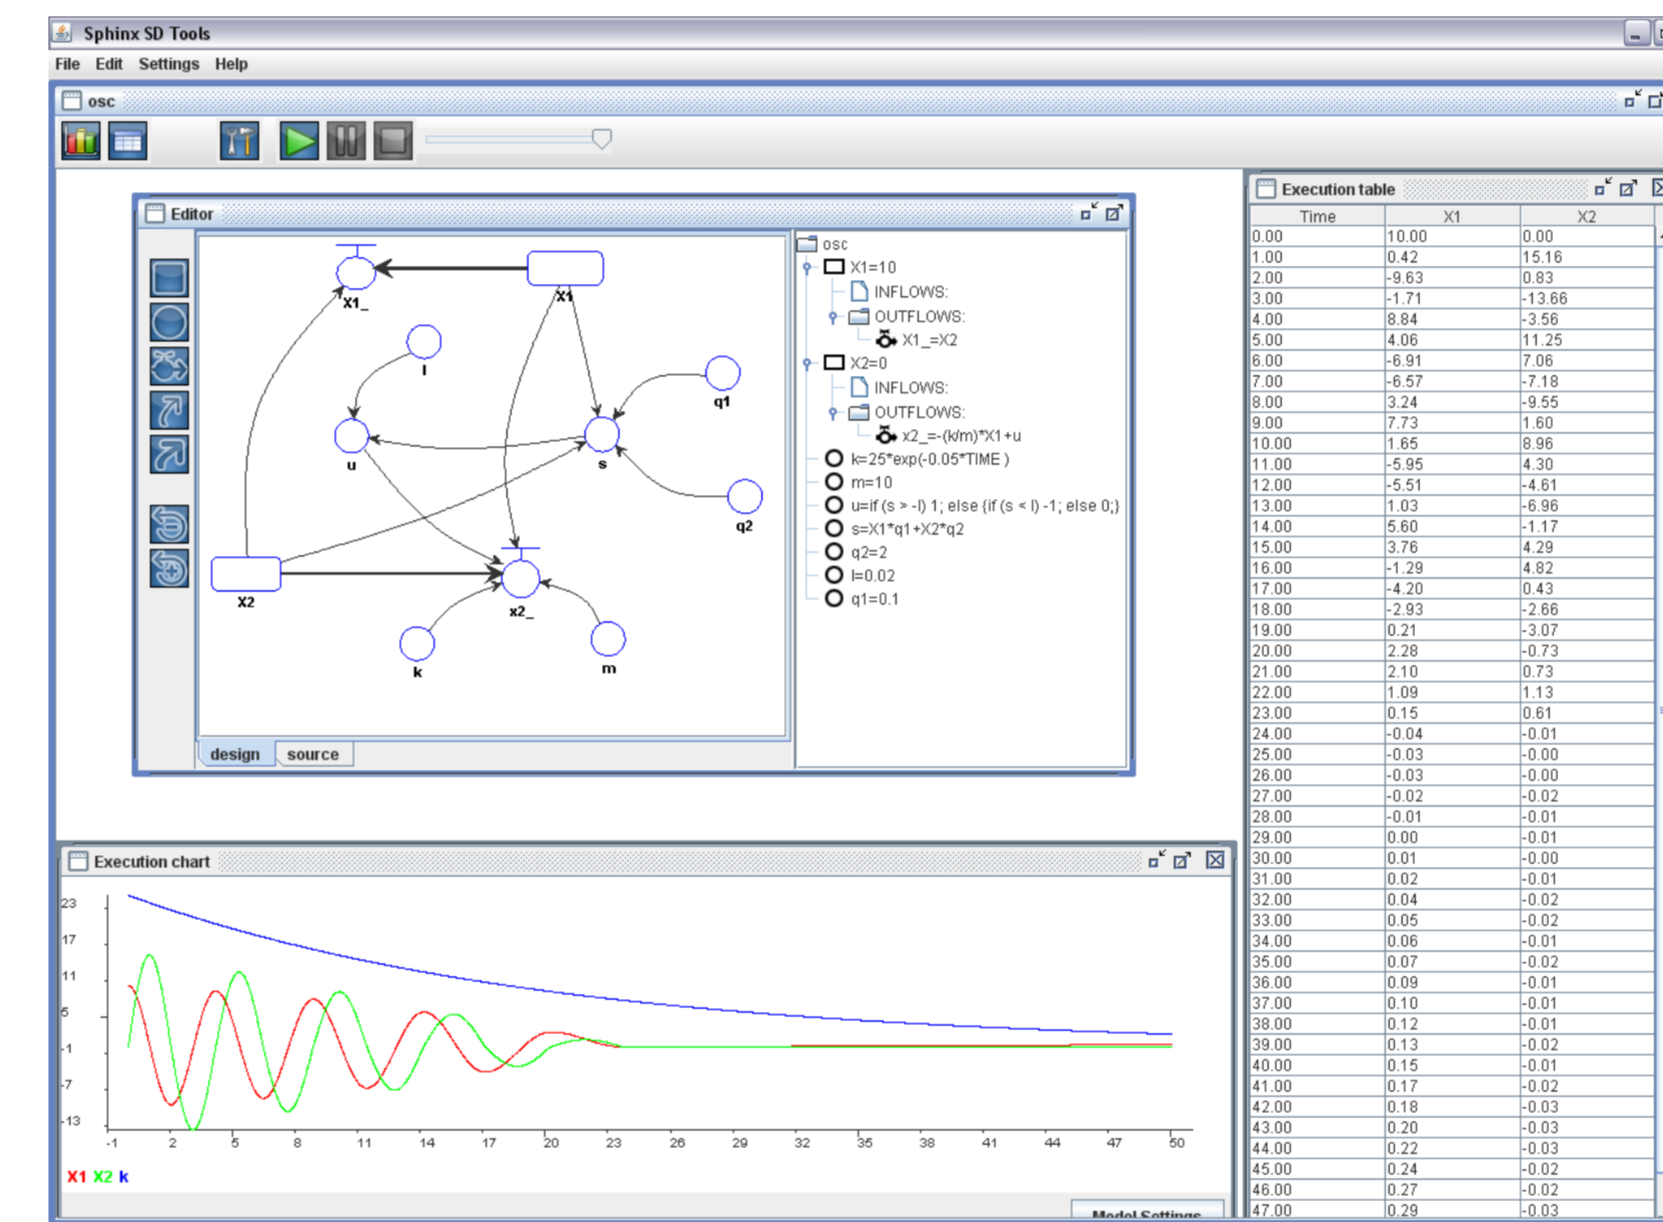 Sphinx SD Tools
File Edit Settings Help
osc
Editor
X1_
X1
l
q1
u
s
q2
X2
x2_
k
m
design source
osc
X1=10
INFLOWS:
OUTFLOWS:
X1_=X2
X2=0
INFLOWS:
OUTFLOWS:
x2_=-(k/m)*X1+u
k=25*exp(-0.05*TIME )
m=10
u=if (s > -l) 1; else {if (s < l) -1; else 0;}
s=X1*q1+X2*q2
q2=2
l=0.02
q1=0.1
Execution chart
23
17
11
5
-1
-7
-13
-1 2 5 8 11 14 17 20 23 26 29 32 35 38 41 44 47 50
X1 X2 k
Model Settings
Execution table
Time X1 X2
0.00 10.00 0.00
1.00 0.42 15.16
2.00 -9.63 0.83
3.00 -1.71 -13.66
4.00 8.84 -3.56
5.00 4.06 11.25
6.00 -6.91 7.06
7.00 -6.57 -7.18
8.00 3.24 -9.55
9.00 7.73 1.60
10.00 1.65 8.96
11.00 -5.95 4.30
12.00 -5.51 -4.61
13.00 1.03 -6.96
14.00 5.60 -1.17
15.00 3.76 4.29
16.00 -1.29 4.82
17.00 -4.20 0.43
18.00 -2.93 -2.66
19.00 0.21 -3.07
20.00 2.28 -0.73
21.00 2.10 0.73
22.00 1.09 1.13
23.00 0.15 0.61
24.00 -0.04 -0.01
25.00 -0.03 -0.00
26.00 -0.03 -0.00
27.00 -0.02 -0.02
28.00 -0.01 -0.01
29.00 0.00 -0.01
30.00 0.01 -0.00
31.00 0.02 -0.01
32.00 0.04 -0.02
33.00 0.05 -0.02
34.00 0.06 -0.01
35.00 0.07 -0.02
36.00 0.09 -0.01
37.00 0.10 -0.01
38.00 0.12 -0.01
39.00 0.13 -0.02
40.00 0.15 -0.01
41.00 0.17 -0.02
42.00 0.18 -0.03
43.00 0.20 -0.03
44.00 0.22 -0.03
45.00 0.24 -0.02
46.00 0.27 -0.02
47.00 0.29 -0.03